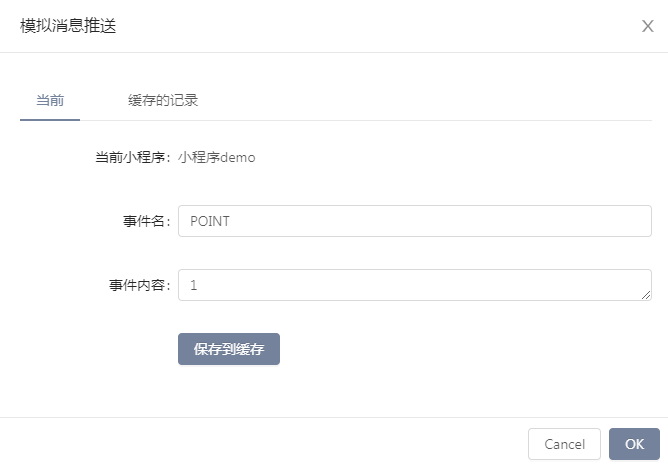 模拟消息推送
当前 缓存的记录
当前小程序: 小程序demo
事件名: POINT
事件内容: 1
保存到缓存
Cancel OK